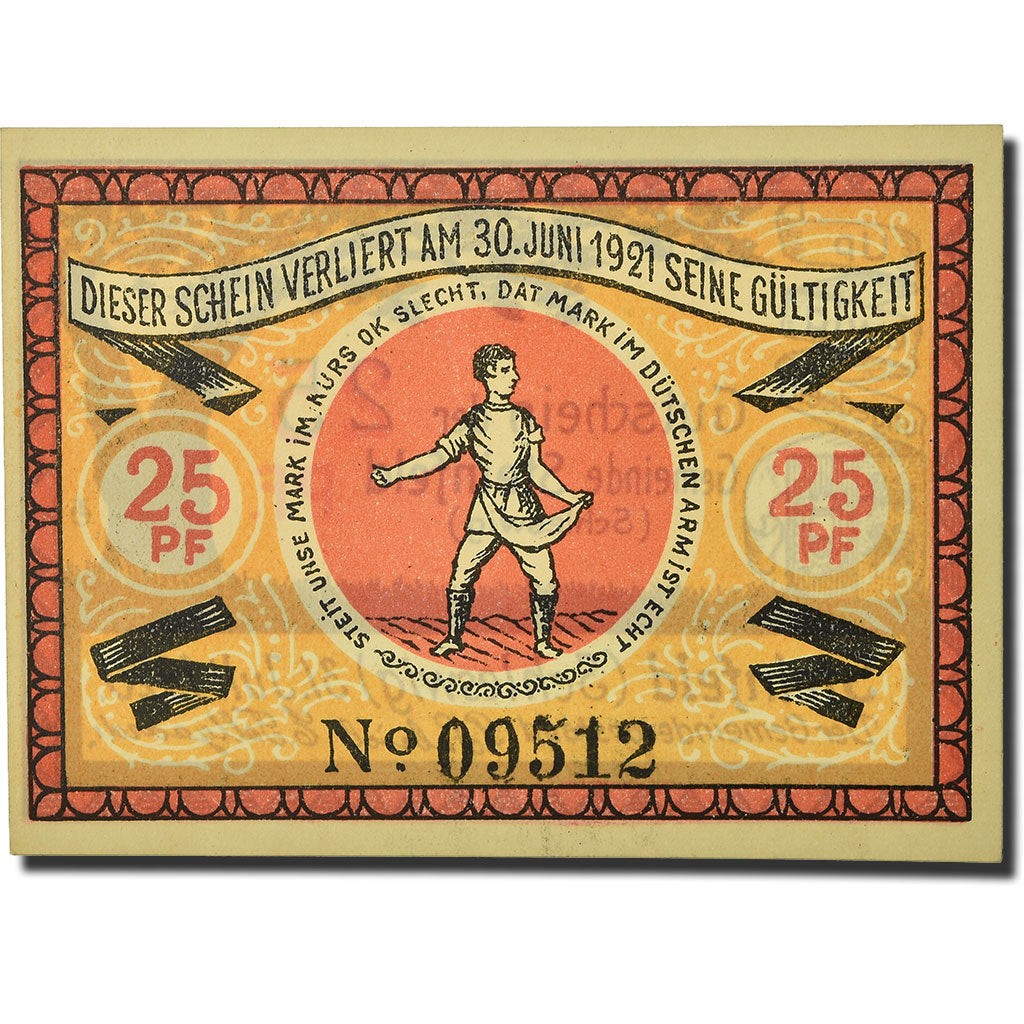 DIESER SCHEIN VERLIERT AM 30. JUNI 1921 SEINE GÜLTIGKEIT
STEIT UNSE MARK iM KURS OK SLECHT, DAT MARK iM DÜTSCHEN ARM iST ECHT
25
PF
25
PF
No. 09512